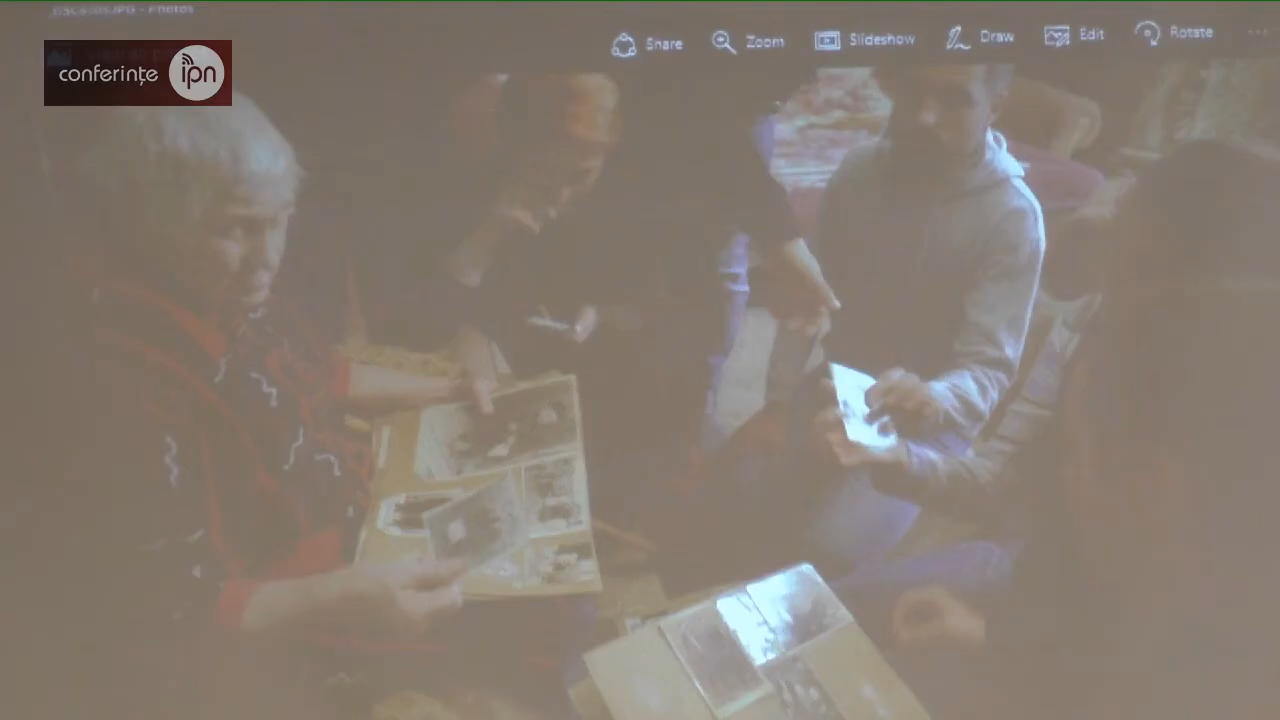 Share
Zoom
Slideshow
Draw
Edit
Rotate
conferințe ipn